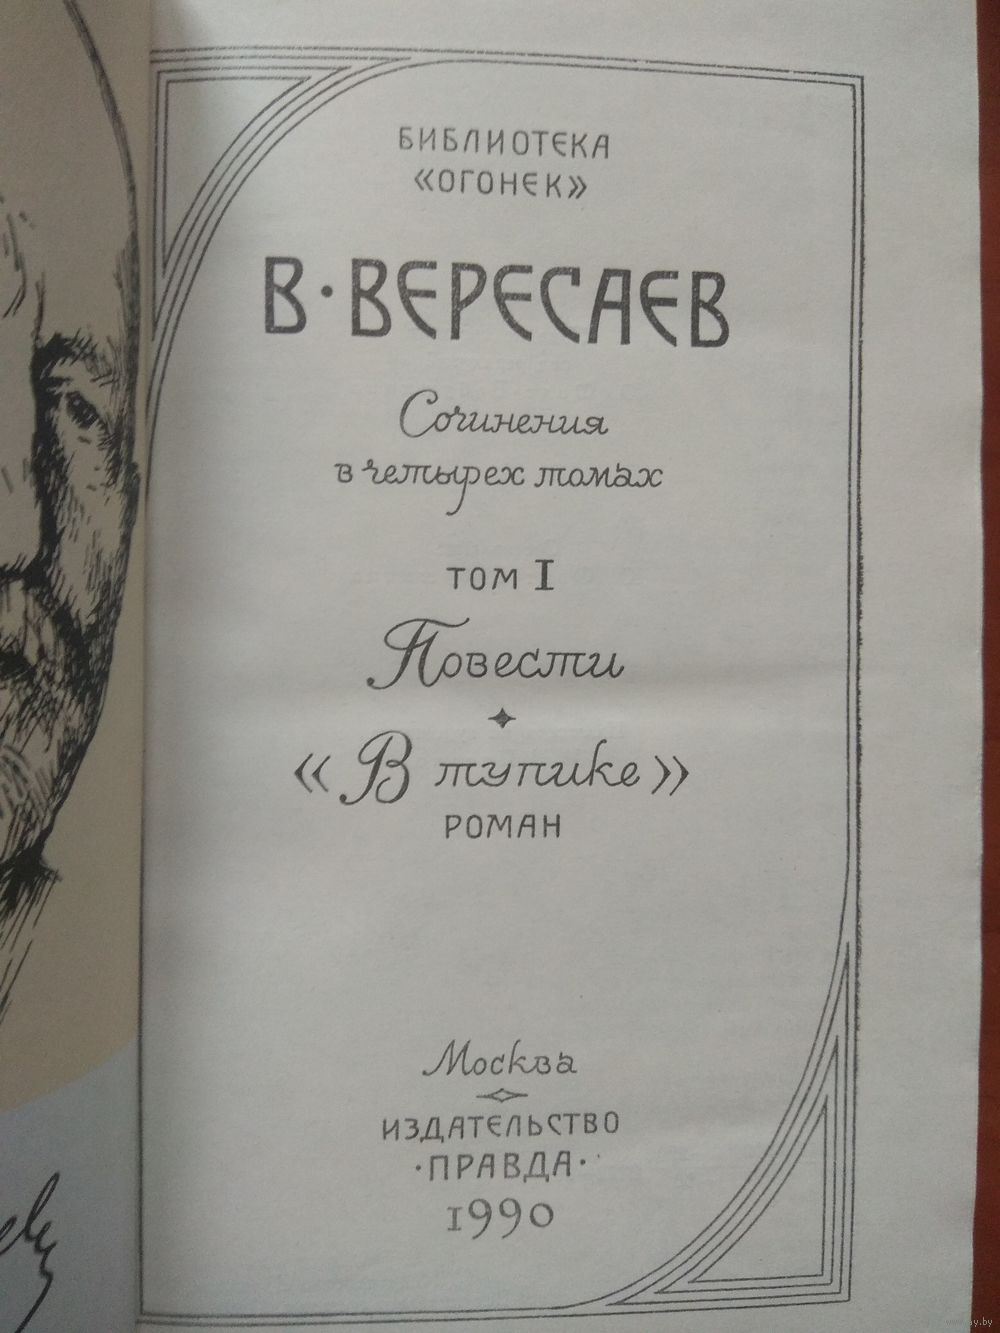 БИБЛИОТЕКА
«ОГОНЕК»
В·ВЕРЕСАЕВ
Сочинения
в четырех томах
ТОМ I
Повести
«В тупике»
РОМАН
Москва
ИЗДАТЕЛЬСТВО
·ПРАВДА·
1990